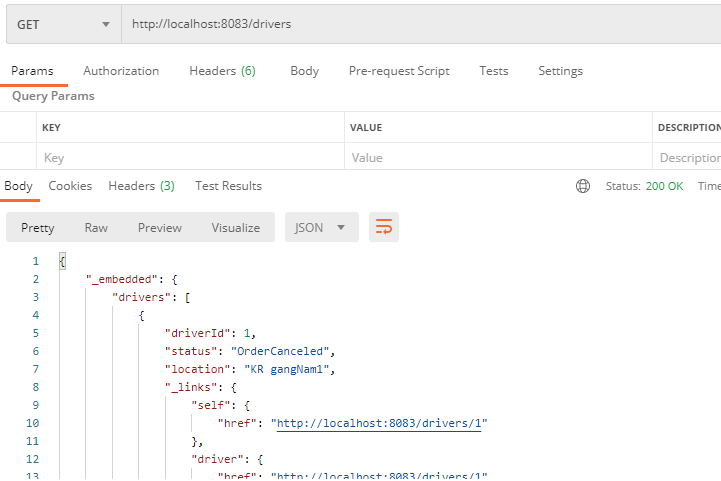 GET http://localhost:8083/drivers
Params Authorization Headers (6) Body Pre-request Script Tests Settings
Query Params
KEY VALUE DESCRIPTION
Key Value Description
Body Cookies Headers (3) Test Results Status: 200 OK Time
Pretty Raw Preview Visualize JSON
1 {
2 "_embedded": {
3 "drivers": [
4 {
5 "driverId": 1,
6 "status": "OrderCanceled",
7 "location": "KR gangNam1",
8 "_links": {
9 "self": {
10 "href": "http://localhost:8083/drivers/1"
11 },
12 "driver": {
13 "href": "http://localhost:8083/drivers/1"